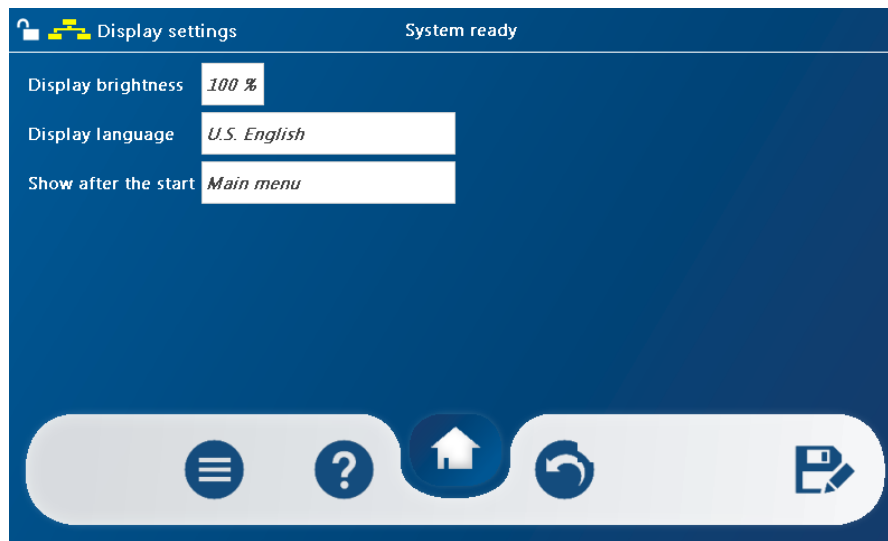 Display settings
System ready
Display brightness 100 %
Display language U.S. English
Show after the start Main menu
?